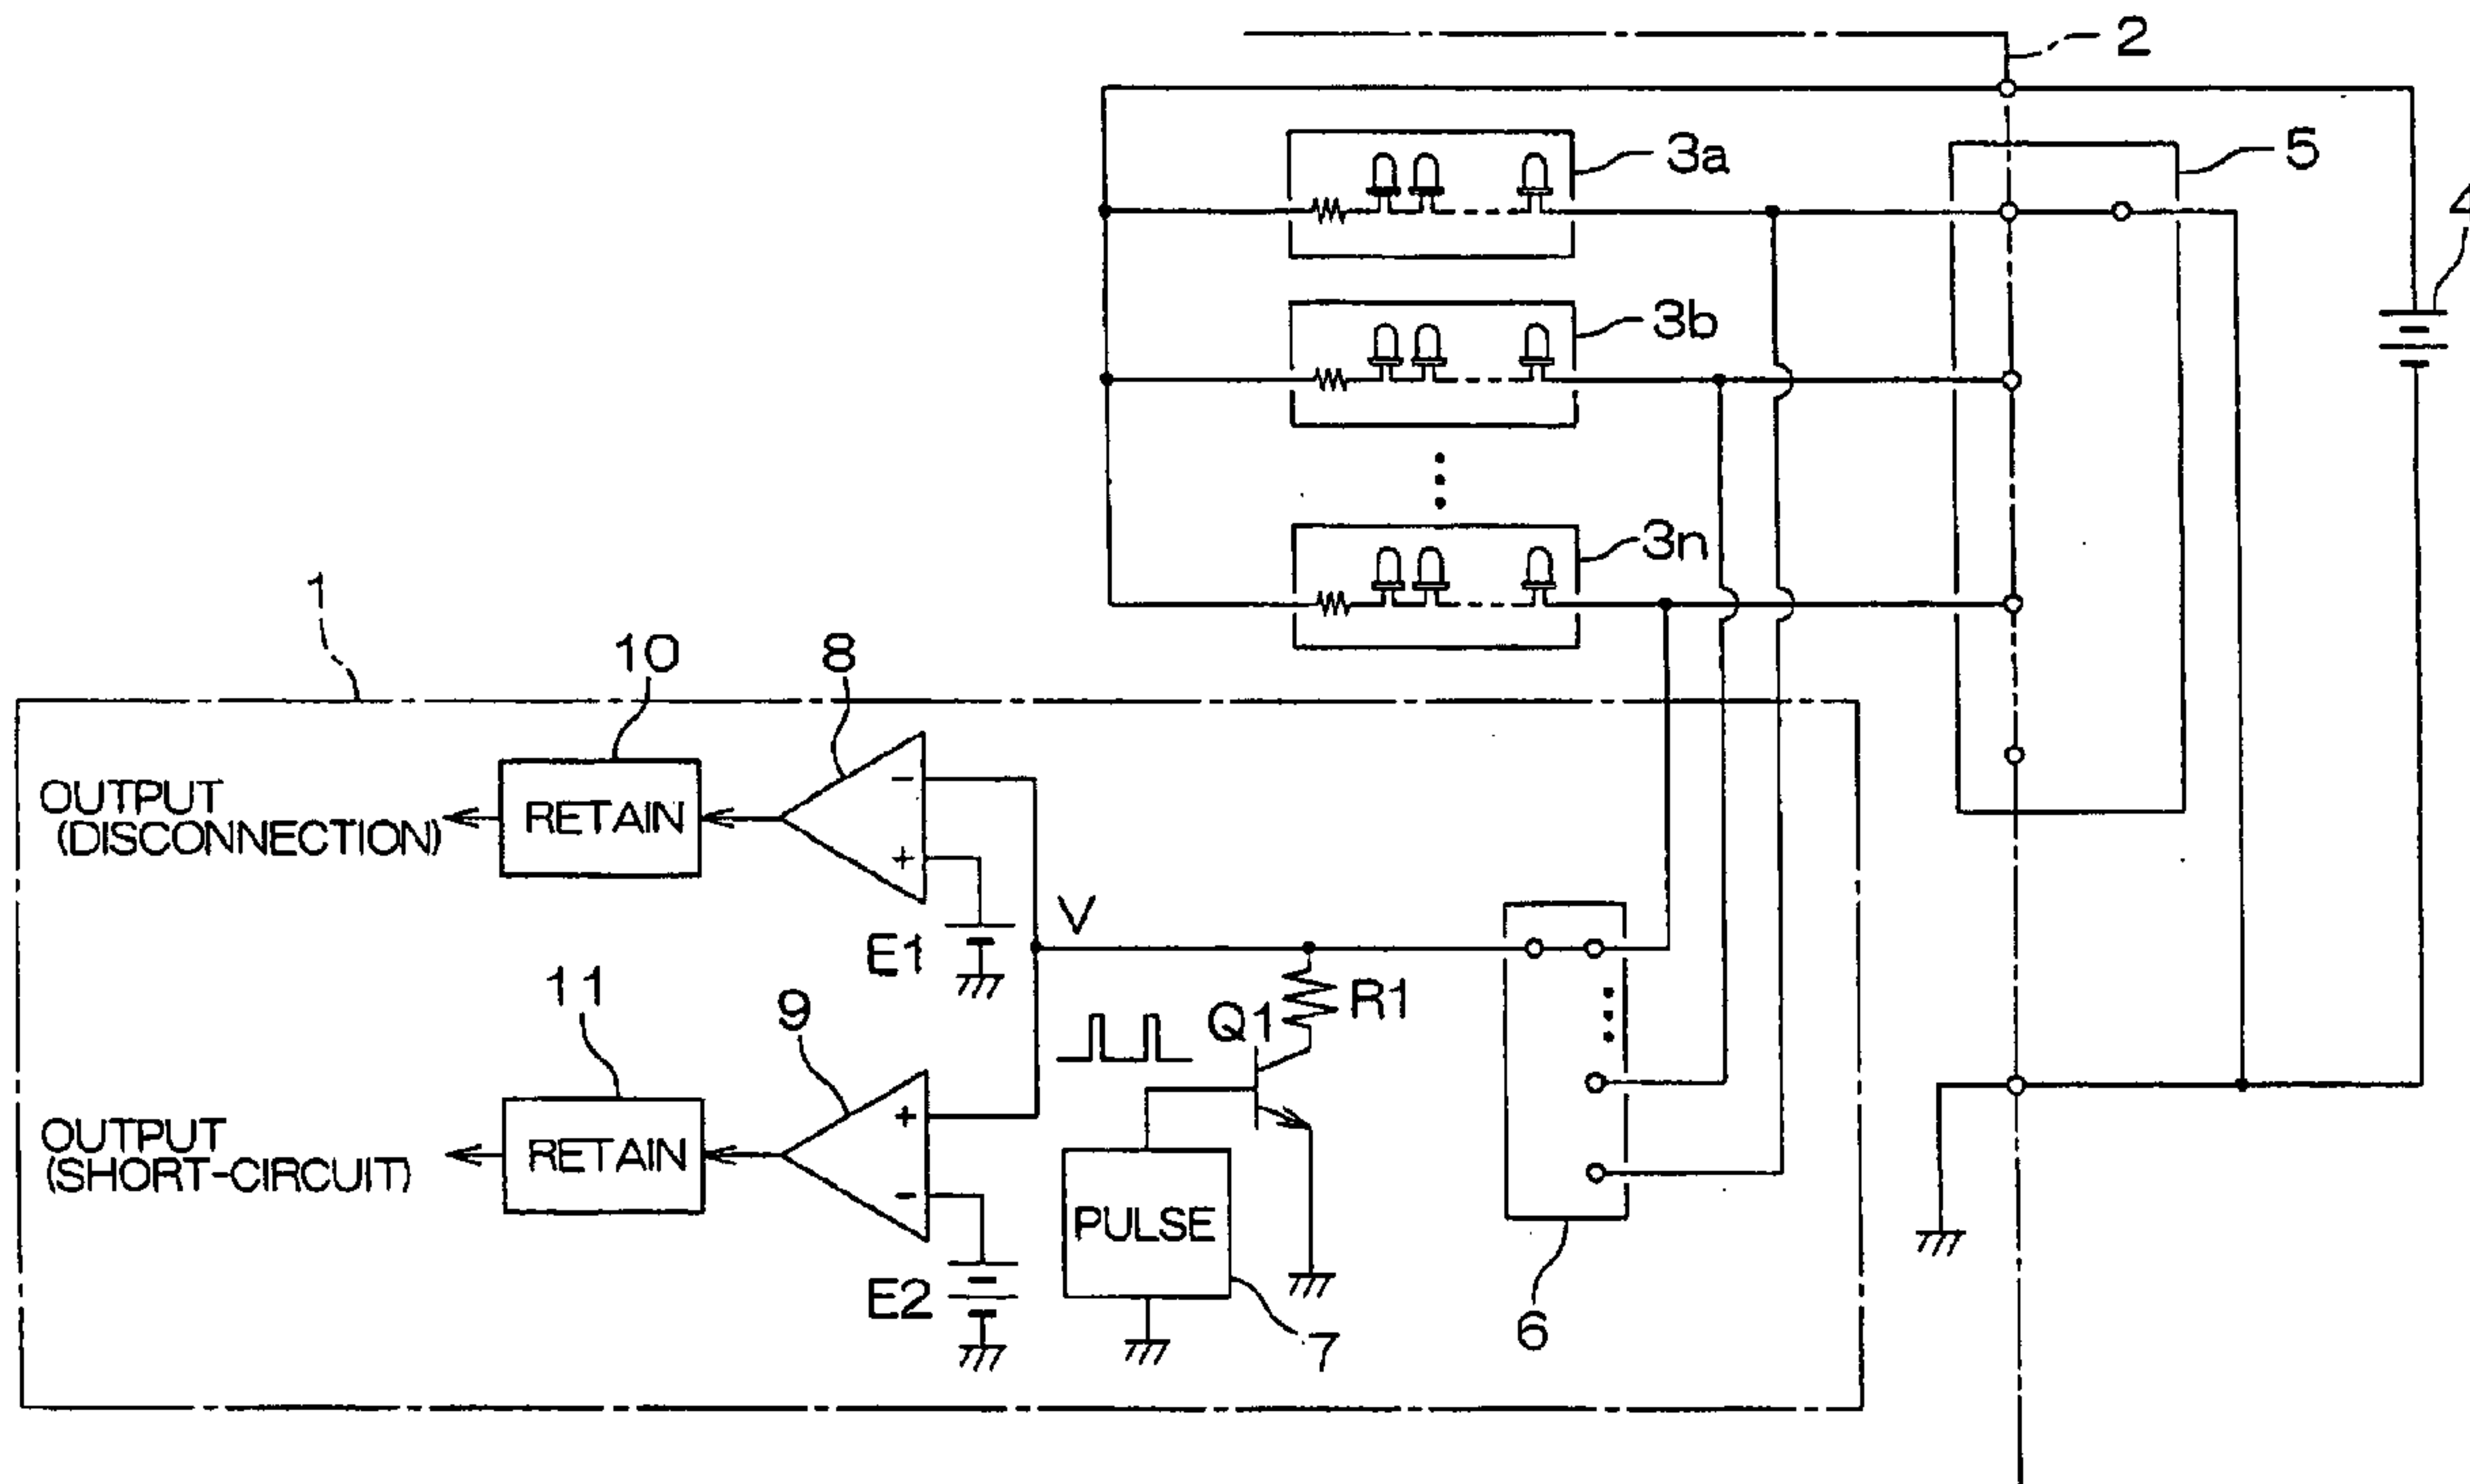 2
3a
5
4
3b
3n
1
10
8
OUTPUT
(DISCONNECTION)
RETAIN
−
+
E1
V
R1
Q1
11
9
OUTPUT
(SHORT-CIRCUIT)
RETAIN
+
−
E2
PULSE
7
6